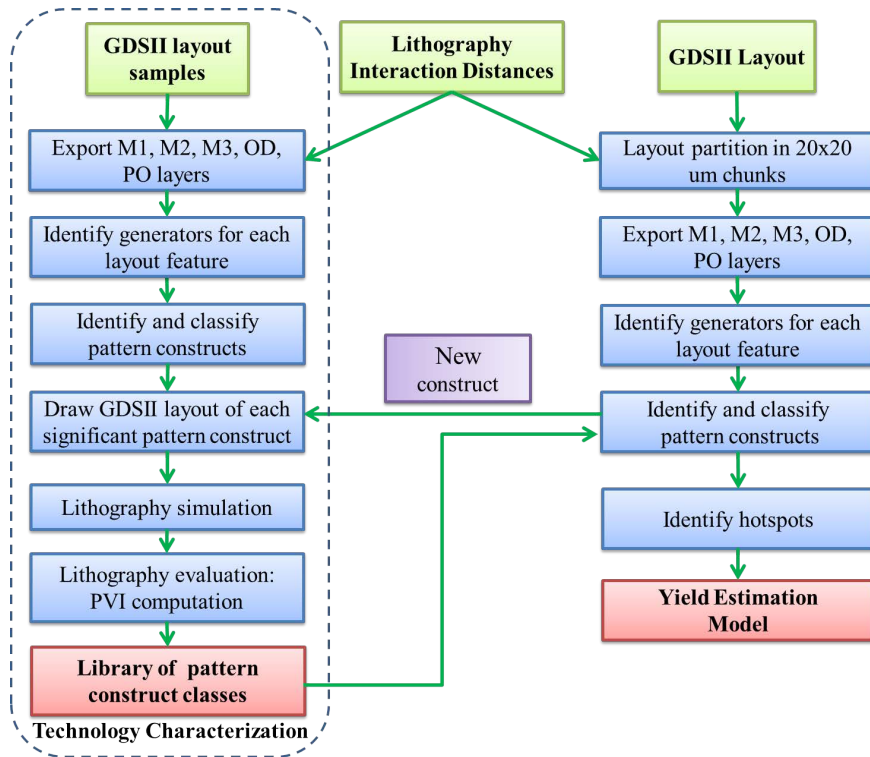 GDSII layout
samples
Export M1, M2, M3, OD,
PO layers
Identify generators for each
layout feature
Identify and classify
pattern constructs
Draw GDSII layout of each
significant pattern construct
Lithography simulation
Lithography evaluation:
PVI computation
Library of pattern
construct classes
Technology Characterization
Lithography
Interaction Distances
New
construct
GDSII Layout
Layout partition in 20x20
um chunks
Export M1, M2, M3, OD,
PO layers
Identify generators for each
layout feature
Identify and classify
pattern constructs
Identify hotspots
Yield Estimation
Model